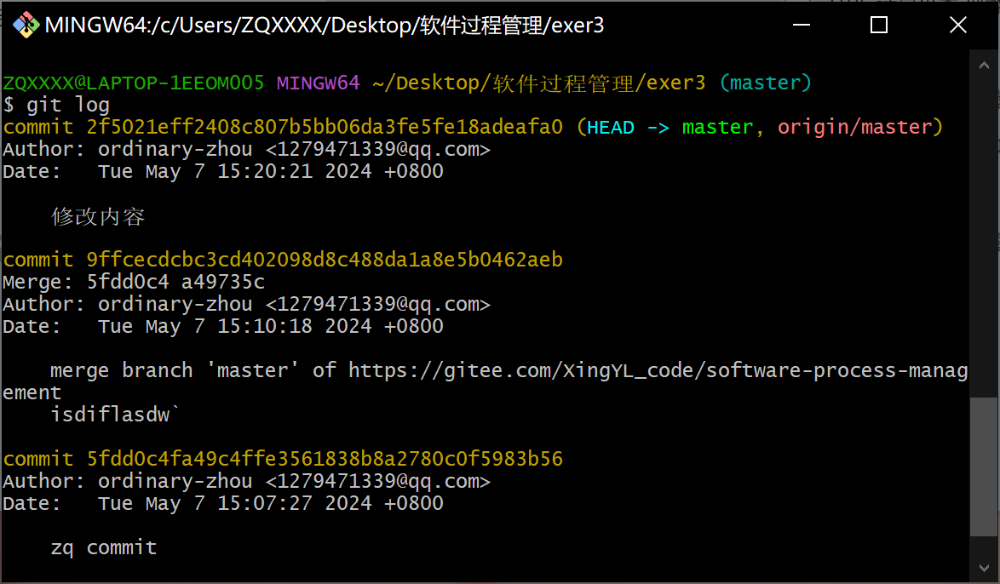 MINGW64:/c/Users/ZQXXXX/Desktop/软件过程管理/exer3
ZQXXXX@LAPTOP-1EEOM005 MINGW64 ~/Desktop/软件过程管理/exer3 (master)
$ git log
commit 2f5021eff2408c807b5bb06da3fe5fe18adeafa0 (HEAD -> master, origin/master)
Author: ordinary-zhou <1279471339@qq.com>
Date:   Tue May 7 15:20:21 2024 +0800
修改内容
commit 9ffcecdcbc3cd402098d8c488da1a8e5b0462aeb
Merge: 5fdd0c4 a49735c
Author: ordinary-zhou <1279471339@qq.com>
Date:   Tue May 7 15:10:18 2024 +0800
merge branch 'master' of https://gitee.com/XingYL_code/software-process-manag
ement
isdiflasdw`
commit 5fdd0c4fa49c4ffe3561838b8a2780c0f5983b56
Author: ordinary-zhou <1279471339@qq.com>
Date:   Tue May 7 15:07:27 2024 +0800
zq commit